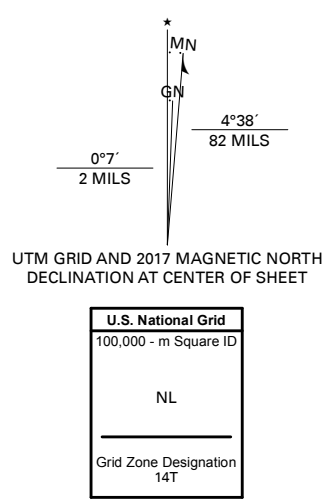 ★
MN
GN
4°38´
82 MILS
0°7´
2 MILS
UTM GRID AND 2017 MAGNETIC NORTH
DECLINATION AT CENTER OF SHEET
U.S. National Grid
100,000 - m Square ID
NL
Grid Zone Designation
14T